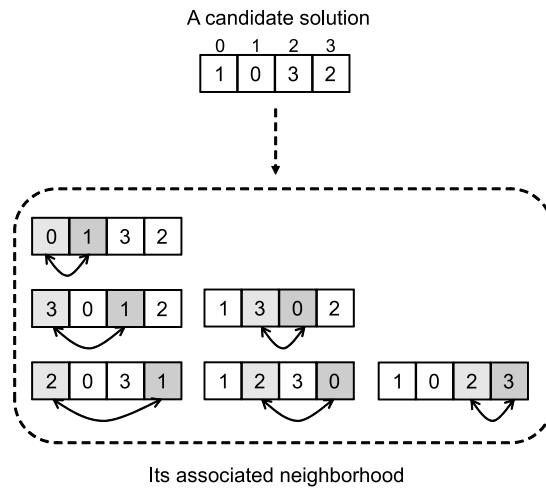 A candidate solution
0 1 2 3
1 0 3 2
0 1 3 2
3 0 1 2 1 3 0 2
2 0 3 1 1 2 3 0 1 0 2 3
Its associated neighborhood